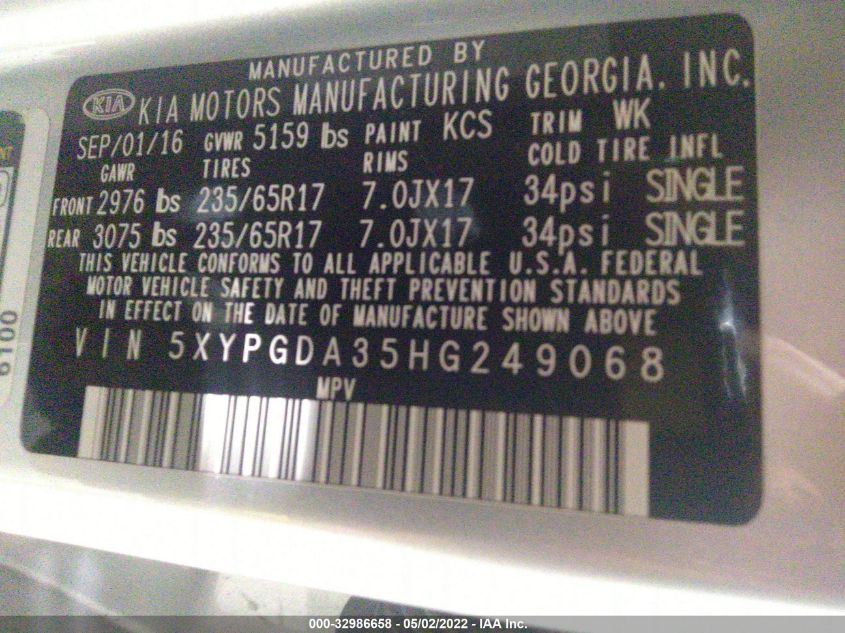 MANUFACTURED BY
KIA KIA MOTORS MANUFACTURING GEORGIA. INC.
SEP/01/16 GVWR 5159 lbs PAINT KCS TRIM WK
GAWR TIRES RIMS COLD TIRE INFL
FRONT 2976 lbs 235/65R17 7.0JX17 34psi SINGLE
REAR 3075 lbs 235/65R17 7.0JX17 34psi SINGLE
THIS VEHICLE CONFORMS TO ALL APPLICABLE U.S.A. FEDERAL
MOTOR VEHICLE SAFETY AND THEFT PREVENTION STANDARDS
IN EFFECT ON THE DATE OF MANUFACTURE SHOWN ABOVE
VIN 5XYPGDA35HG249068
MPV
6100
000-32986658 - 05/02/2022 - IAA Inc.